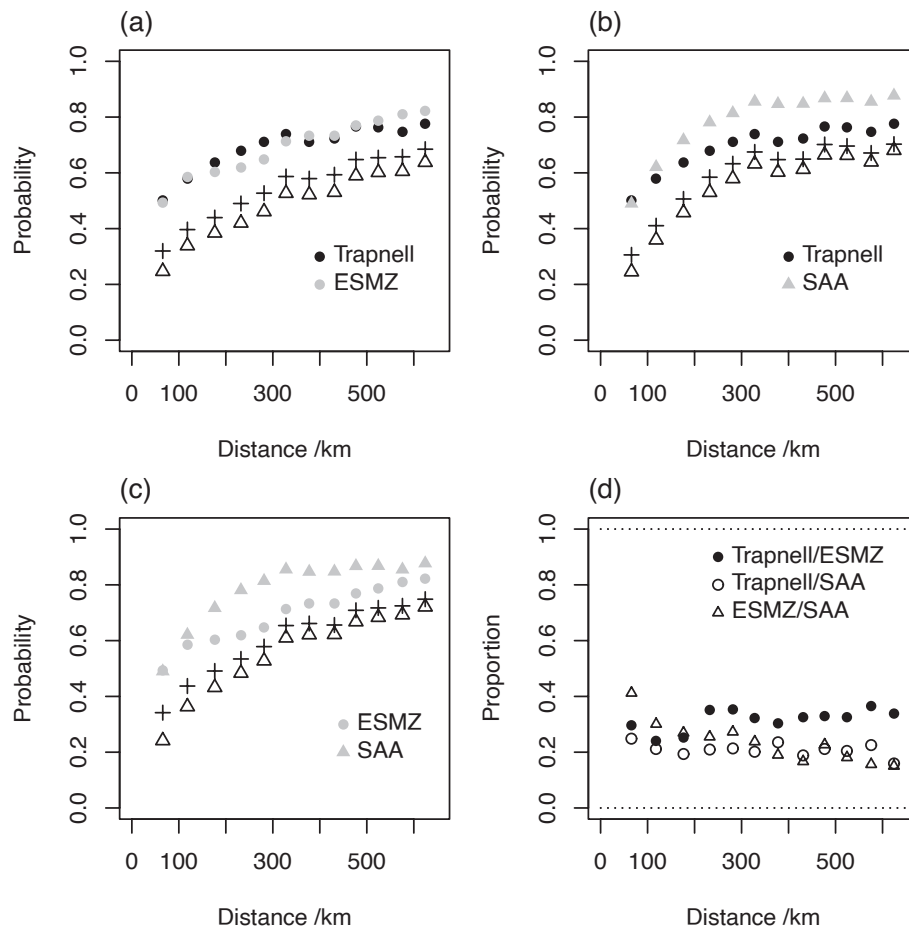 (a)
1.0
0.8
0.6
0.4
0.2
0.0
Probability
Trapnell
ESMZ
0 100 300 500
Distance /km
(b)
1.0
0.8
0.6
0.4
0.2
0.0
Probability
Trapnell
SAA
0 100 300 500
Distance /km
(c)
1.0
0.8
0.6
0.4
0.2
0.0
Probability
ESMZ
SAA
0 100 300 500
Distance /km
(d)
1.0
0.8
0.6
0.4
0.2
0.0
Proportion
Trapnell/ESMZ
Trapnell/SAA
ESMZ/SAA
0 100 300 500
Distance /km